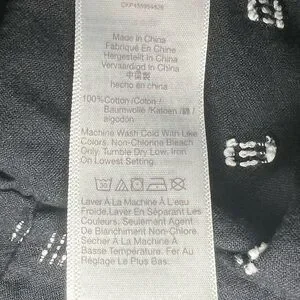 Made In China
Fabriqué En Chine
Hergestellt In China
Vervaardigd In China
中国製
hecho en china
100%Cotton /Coton /
Baumwolle /Katoen /綿 /
algodón
Machine Wash Cold With Like
Colors. Non-Chlorine Bleach
Only. Tumble Dry Low. Iron
On Lowest Setting.
30
Laver À La Machine À L'eau
Froide.Laver En Séparant Les
Couleurs. Seulement Agent
De Blanchiment Non-Chlore.
Sécher À La Machine À
Basse Température. Fer Au
Réglage Le Plus Bas.